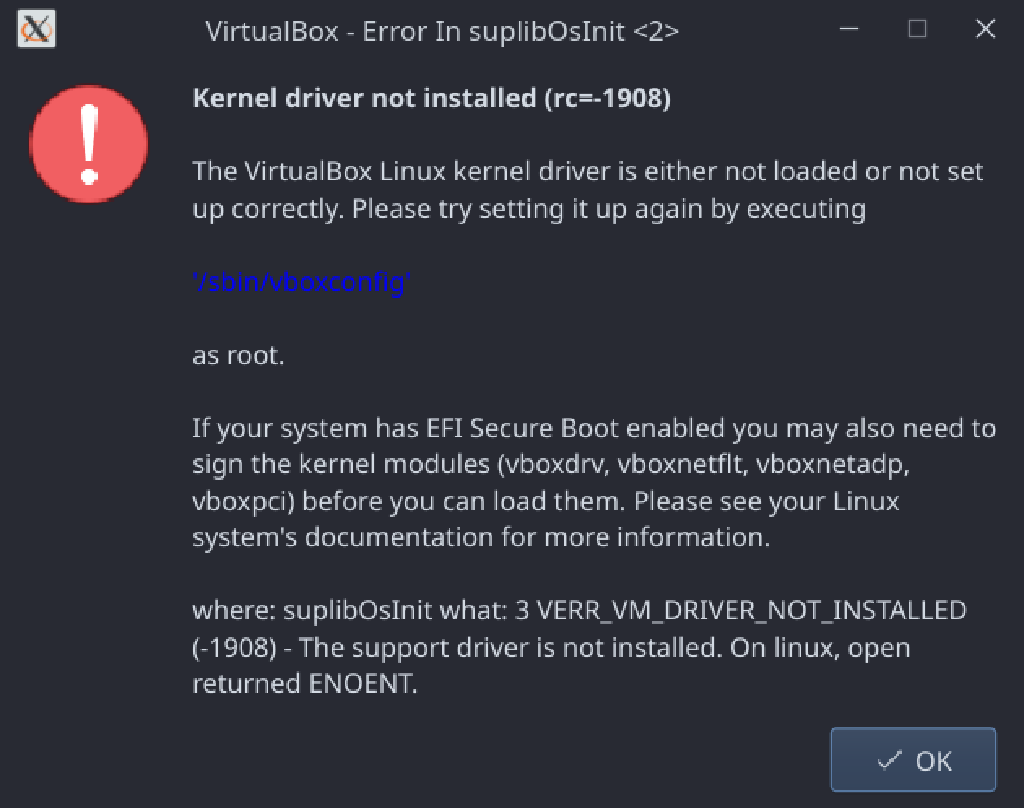 VirtualBox - Error In suplibOsInit <2>
Kernel driver not installed (rc=-1908)
The VirtualBox Linux kernel driver is either not loaded or not set
up correctly. Please try setting it up again by executing
'/sbin/vboxconfig'
as root.
If your system has EFI Secure Boot enabled you may also need to
sign the kernel modules (vboxdrv, vboxnetflt, vboxnetadp,
vboxpci) before you can load them. Please see your Linux
system's documentation for more information.
where: suplibOsInit what: 3 VERR_VM_DRIVER_NOT_INSTALLED
(-1908) - The support driver is not installed. On linux, open
returned ENOENT.
OK